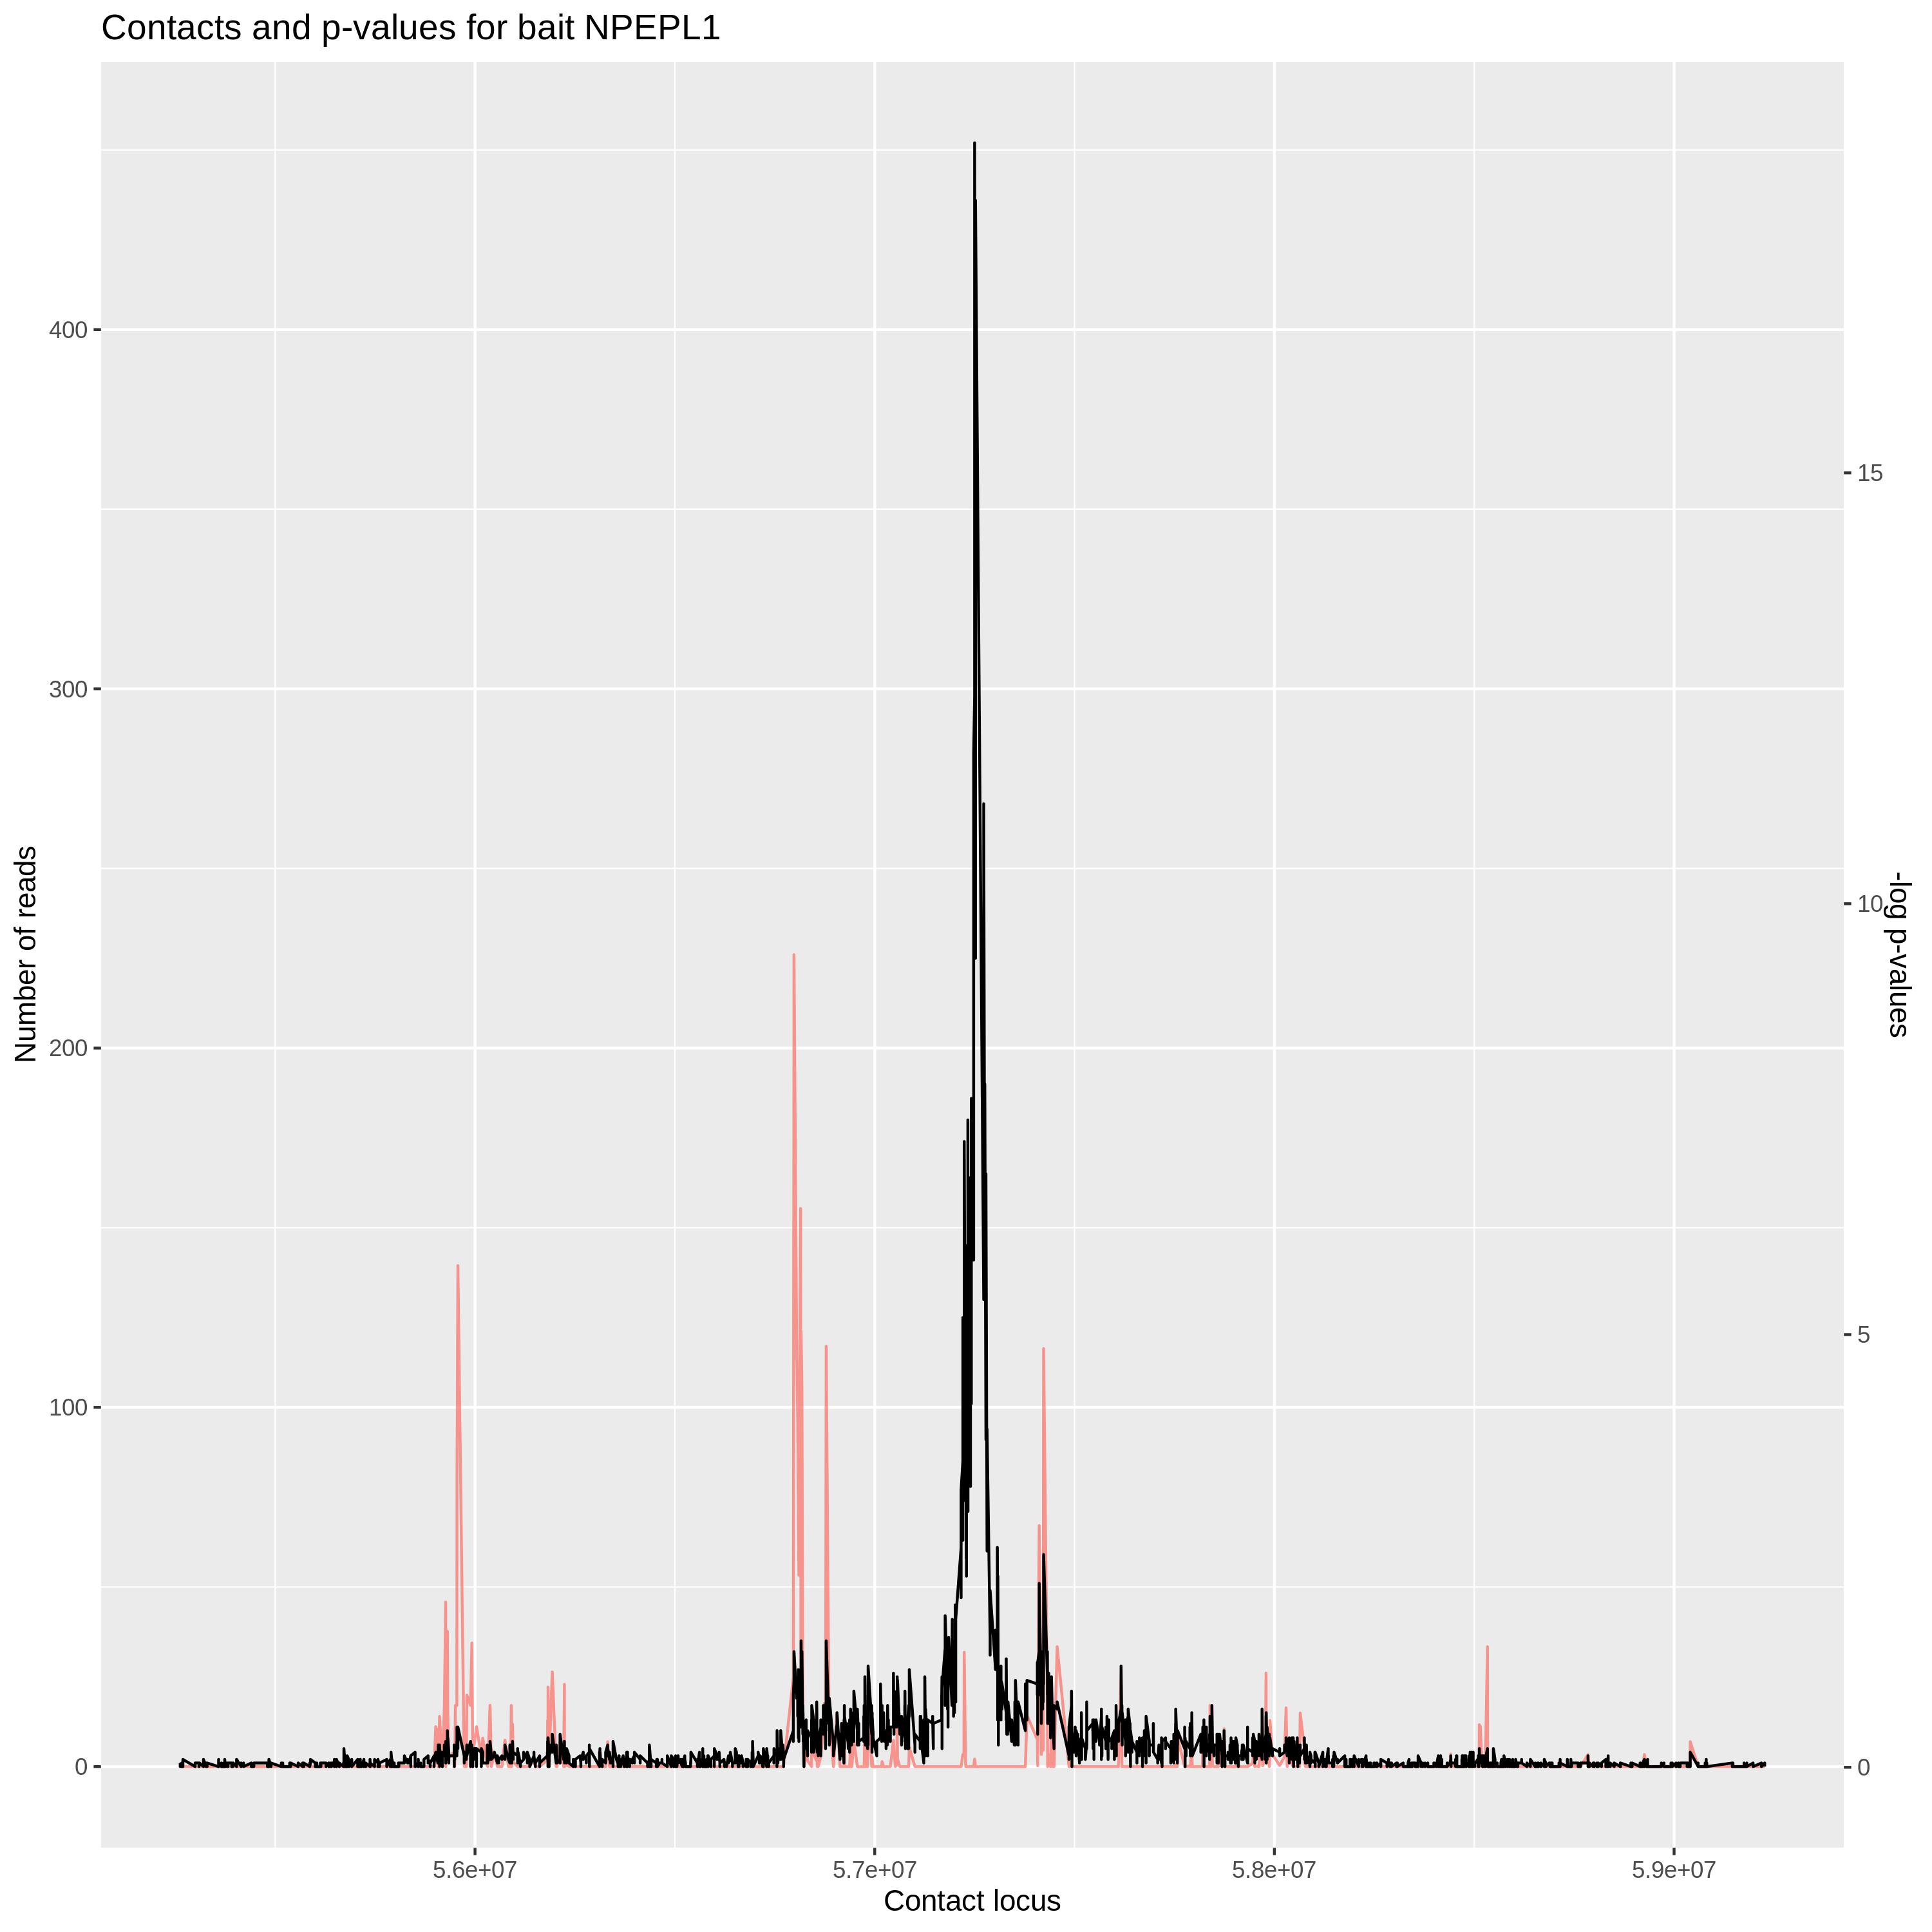 Contacts and p-values for bait NPEPL1
Number of reads
400
300
200
100
0
15
10
5
0
-log p-values
5.6e+07
5.7e+07
5.8e+07
5.9e+07
Contact locus